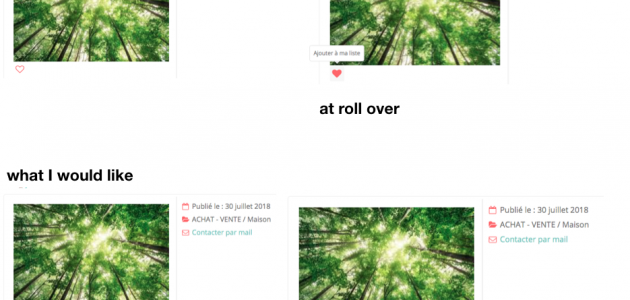 Ajouter à ma liste
at roll over
what I would like
Publié le : 30 juillet 2018
ACHAT - VENTE / Maison
Contacter par mail
Publié le : 30 juillet 2018
ACHAT - VENTE / Maison
Contacter par mail